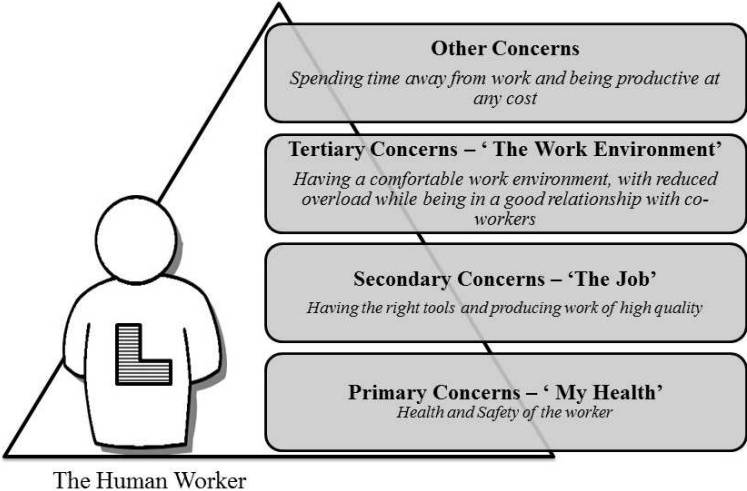 Other Concerns
Spending time away from work and being productive at
any cost
Tertiary Concerns – ‘ The Work Environment’
Having a comfortable work environment, with reduced
overload while being in a good relationship with co-
workers
Secondary Concerns – ‘The Job’
Having the right tools and producing work of high quality
Primary Concerns – ‘ My Health’
Health and Safety of the worker
L
The Human Worker